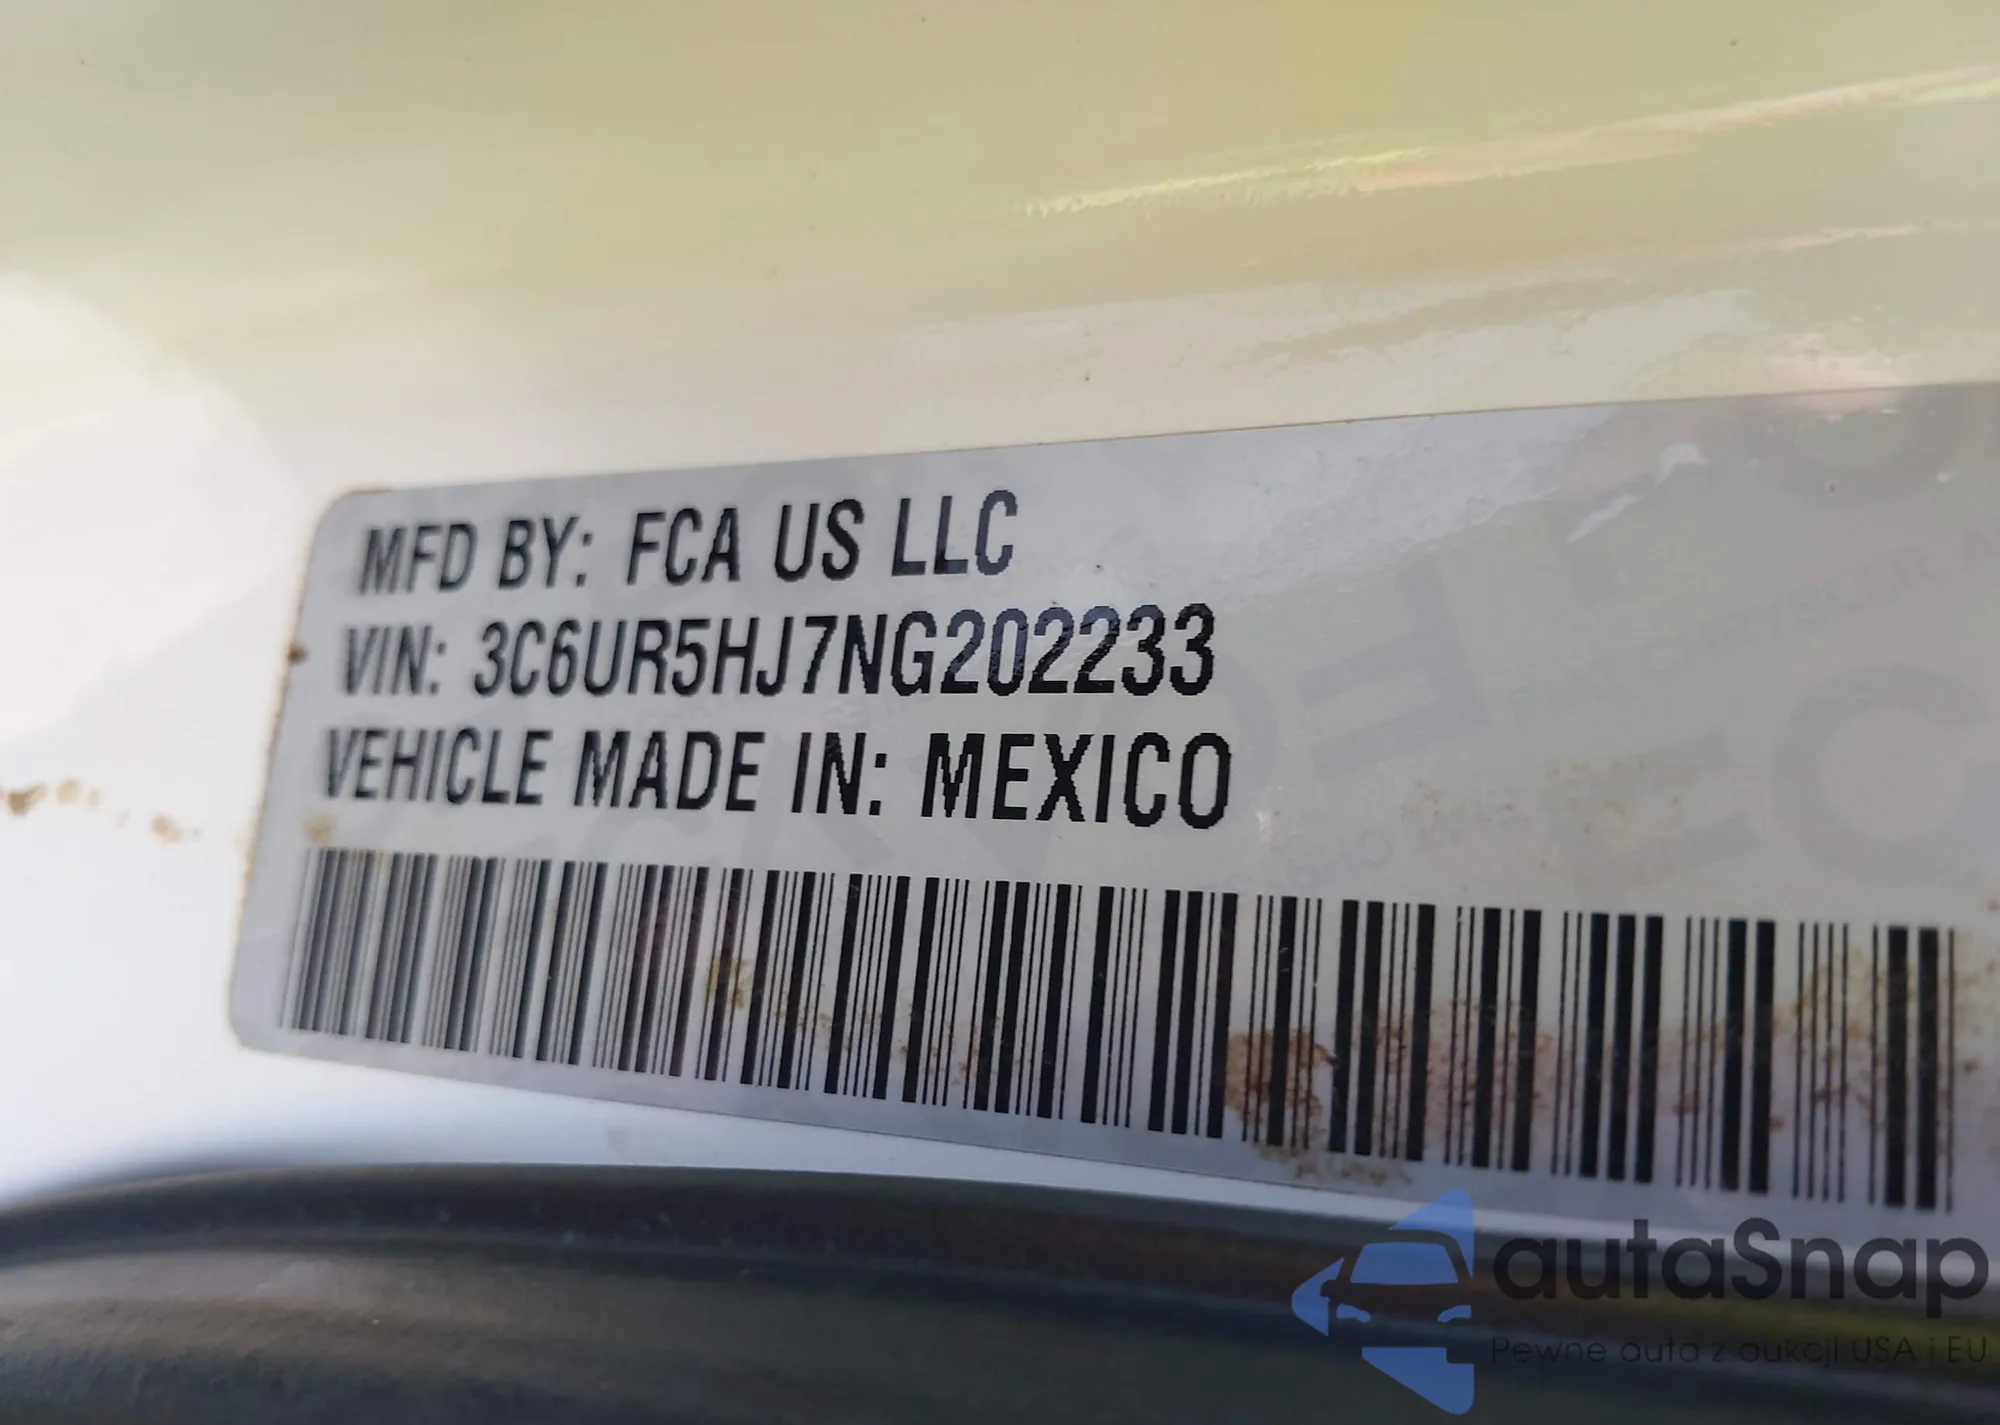 MFD BY: FCA US LLC
VIN: 3C6UR5HJ7NG202233
VEHICLE MADE IN: MEXICO
autaSnap
Pewne auta z aukcji USA i EU